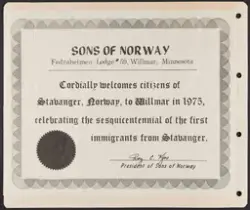 SONS OF NORWAY
Fedraheimen Lodge #59, Willmar, Minnesota
Cordially welcomes citizens of
Stavanger, Norway, to Willmar in 1975,
celebrating the sesquicentennial of the first
immigrants from Stavanger.
President of Sons of Norway